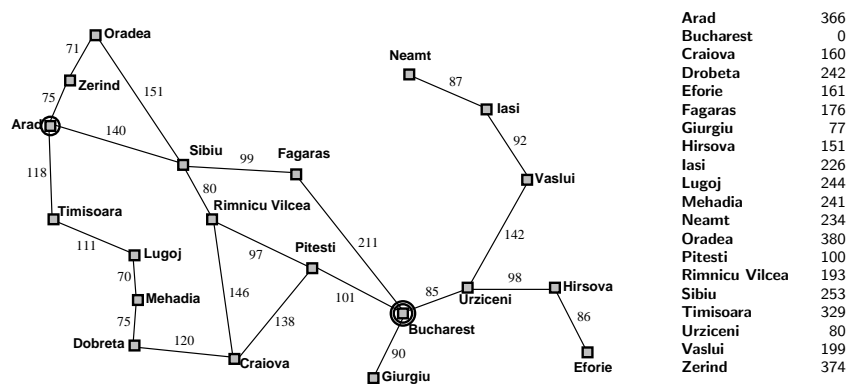 Oradea
71
Neamt
Zerind
87
75
151
Iasi
Arad
140
92
Sibiu
Fagaras
99
118
Vaslui
80
Timisoara
Rimnicu Vilcea
142
111
211
Lugoj
Pitesti
97
70
98
Hirsova
85
146
101
Mehadia
Urziceni
86
75
138
Bucharest
Dobreta
120
90
Craiova
Eforie
Giurgiu
Arad 366
Bucharest 0
Craiova 160
Drobeta 242
Eforie 161
Fagaras 176
Giurgiu 77
Hirsova 151
Iasi 226
Lugoj 244
Mehadia 241
Neamt 234
Oradea 380
Pitesti 100
Rimnicu Vilcea 193
Sibiu 253
Timisoara 329
Urziceni 80
Vaslui 199
Zerind 374